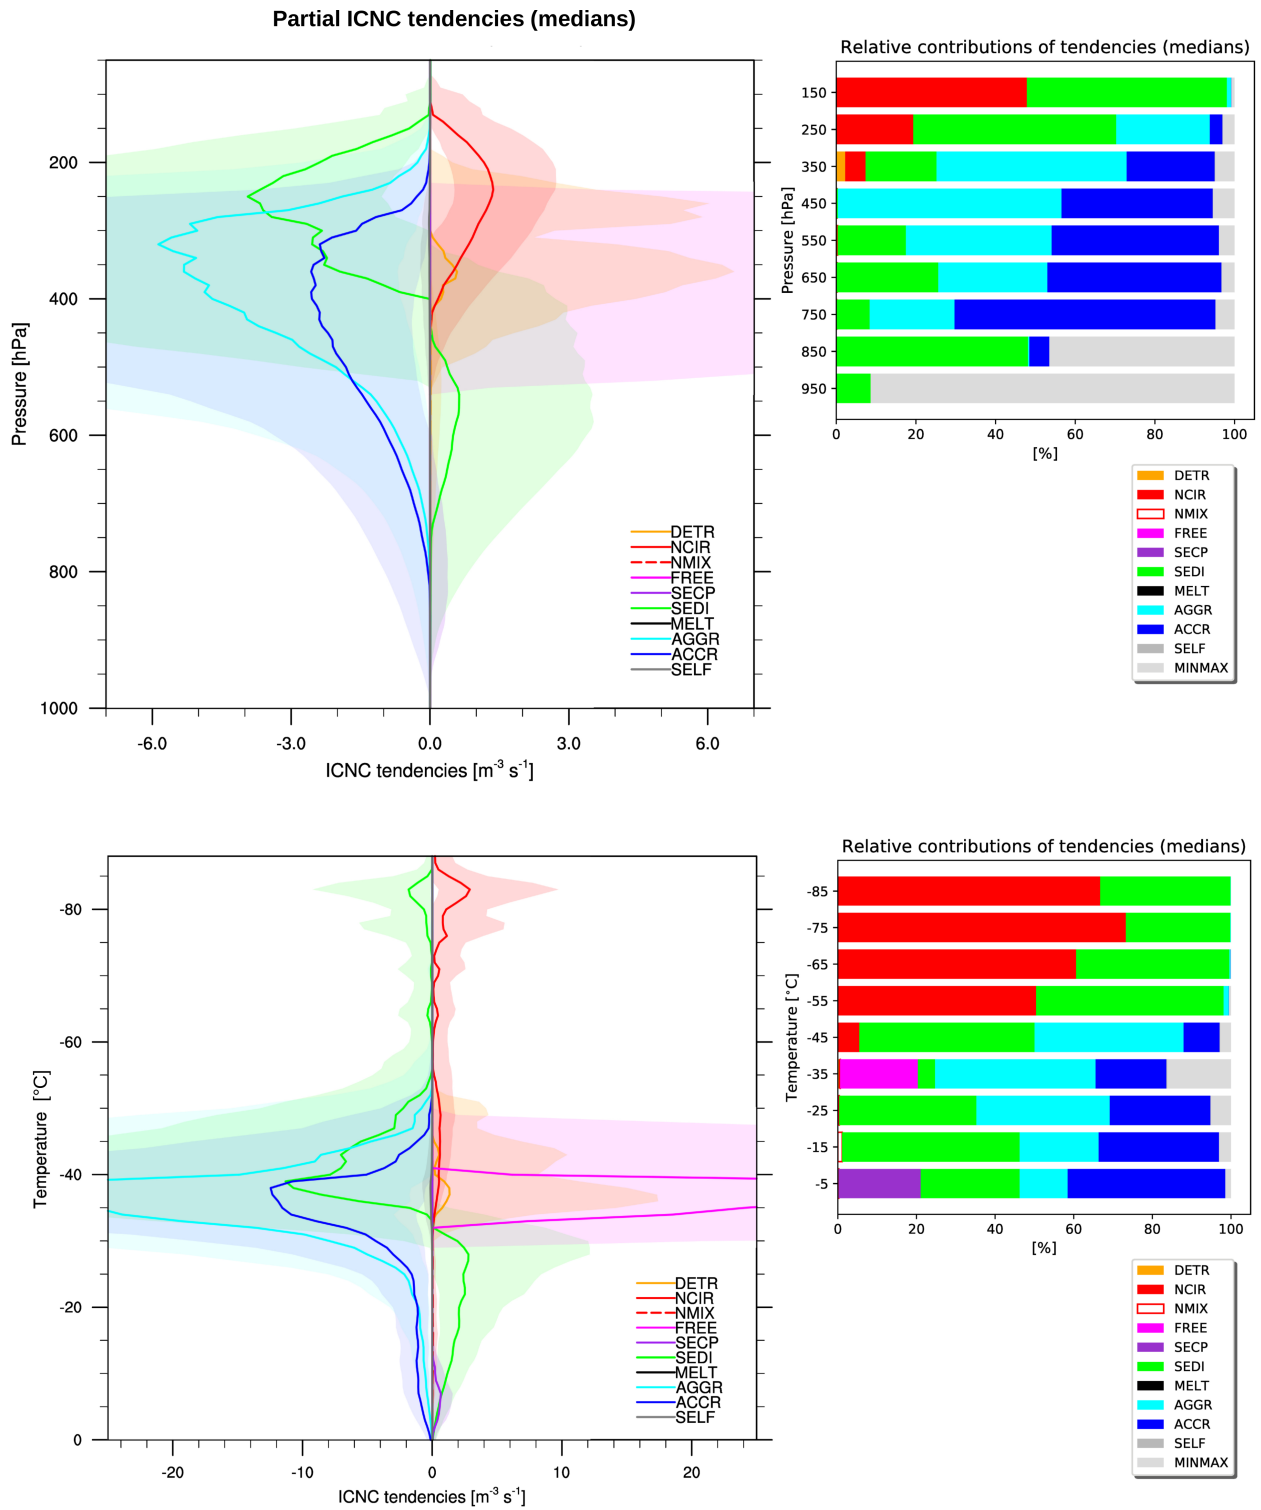 Partial ICNC tendencies (medians)
Pressure [hPa]
200
400
600
800
1000
-6.0
-3.0
0.0
3.0
6.0
ICNC tendencies [m-3 s-1]
DETR
NCIR
NMIX
FREE
SECP
SEDI
MELT
AGGR
ACCR
SELF
Relative contributions of tendencies (medians)
Pressure [hPa]
150
250
350
450
550
650
750
850
950
0
20
40
60
80
100
[%]
DETR
NCIR
NMIX
FREE
SECP
SEDI
MELT
AGGR
ACCR
SELF
MINMAX
Temperature [°C]
-80
-60
-40
-20
0
-20
-10
0
10
20
ICNC tendencies [m-3 s-1]
DETR
NCIR
NMIX
FREE
SECP
SEDI
MELT
AGGR
ACCR
SELF
Relative contributions of tendencies (medians)
Temperature [°C]
-85
-75
-65
-55
-45
-35
-25
-15
-5
0
20
40
60
80
100
[%]
DETR
NCIR
NMIX
FREE
SECP
SEDI
MELT
AGGR
ACCR
SELF
MINMAX